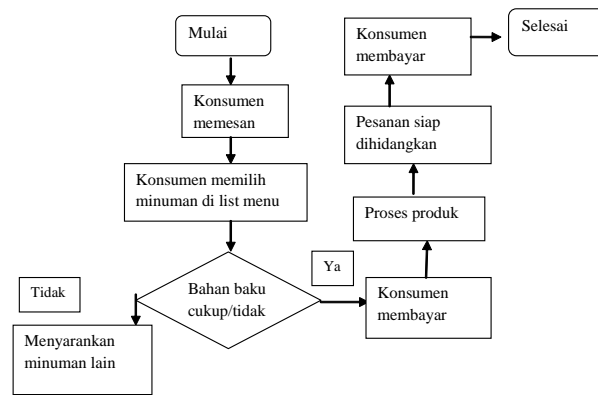 Mulai
Konsumen
memesan
Konsumen memilih
minuman di list menu
Bahan baku
cukup/tidak
Tidak
Menyarankan
minuman lain
Ya
Konsumen
membayar
Proses produk
Pesanan siap
dihidangkan
Konsumen
membayar
Selesai